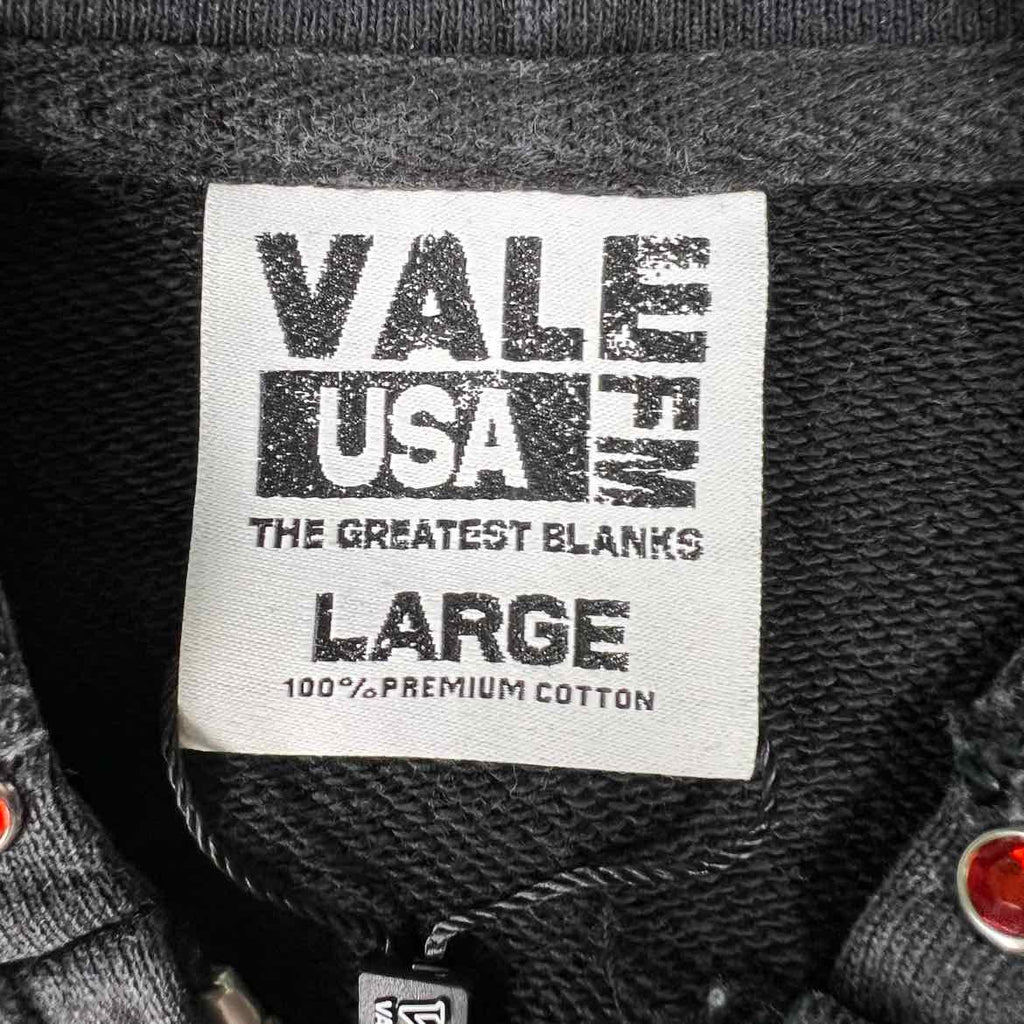 VALE
USA
THE GREATEST BLANKS
LARGE
100% PREMIUM COTTON